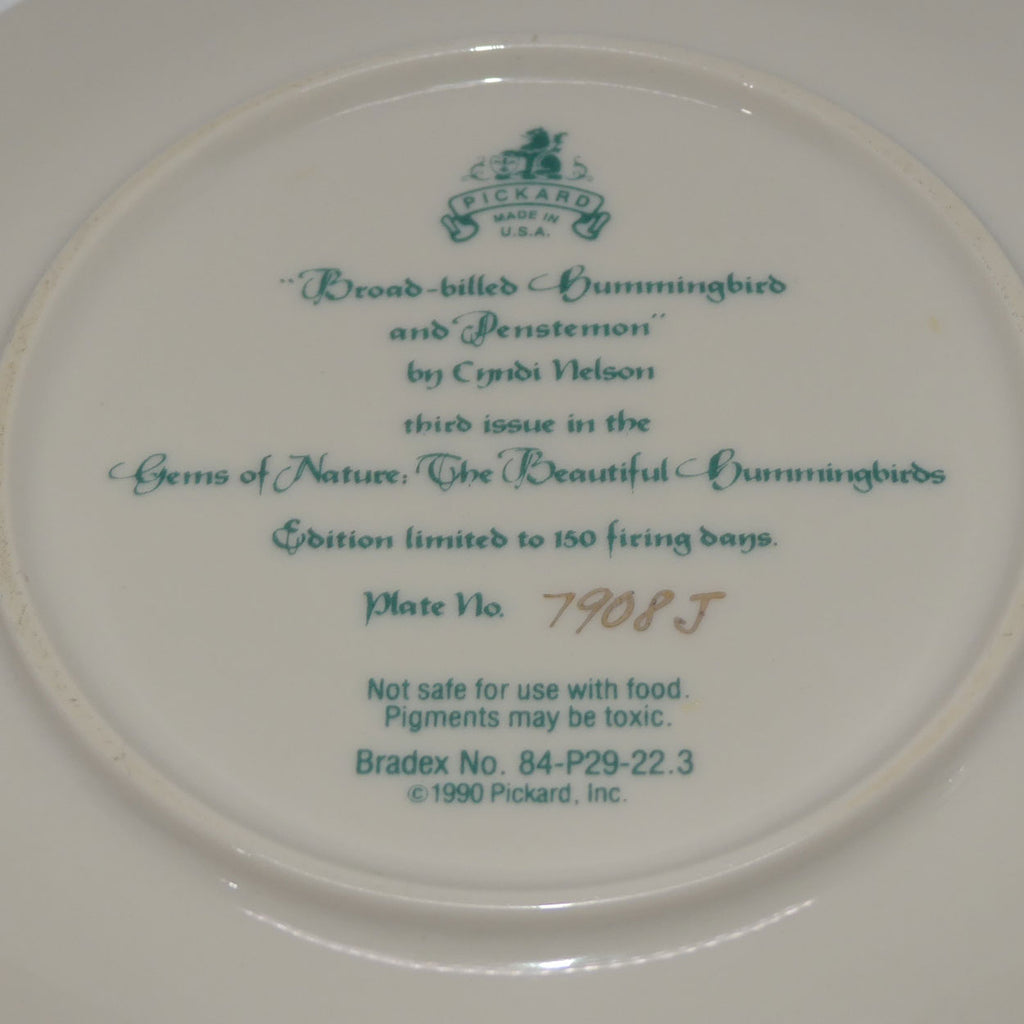 PICKARD
MADE IN
U.S.A.
"Broad-billed Hummingbird
and Penstemon"
by Cyndi Nelson
third issue in the
Gems of Nature: The Beautiful Hummingbirds
Edition limited to 150 firing days.
Plate No. 7908 J
Not safe for use with food.
Pigments may be toxic.
Bradex No. 84-P29-22.3
©1990 Pickard, Inc.